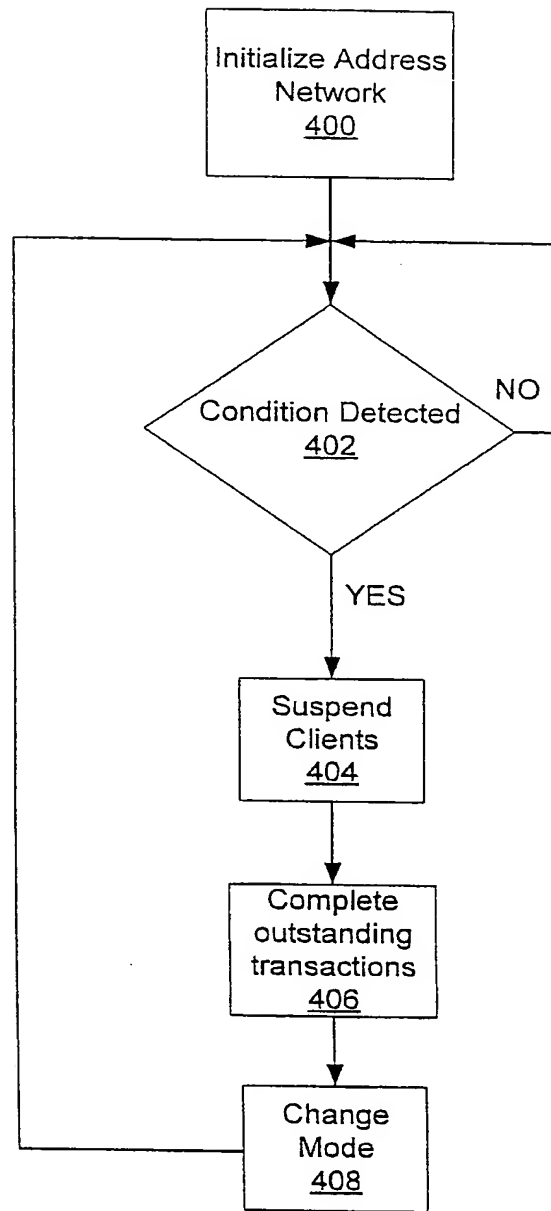 Initialize Address
Network
400
Condition Detected
402
NO
YES
Suspend
Clients
404
Complete
outstanding
transactions
406
Change
Mode
408